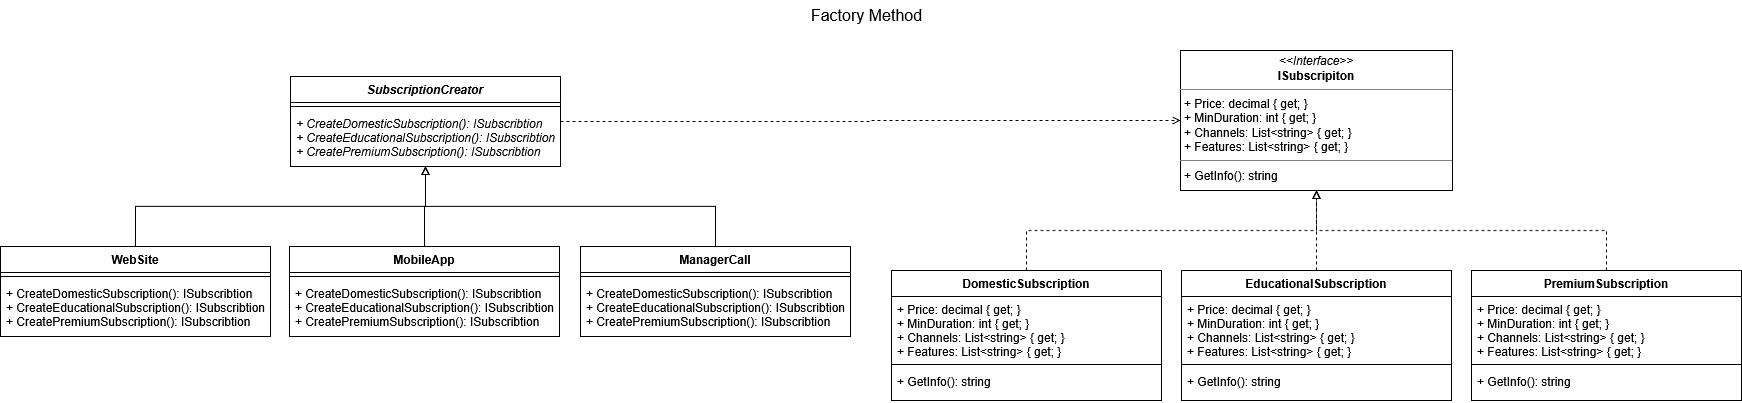 Factory Method
SubscriptionCreator
+ CreateDomesticSubscription(): ISubscribtion
+ CreateEducationalSubscription(): ISubscribtion
+ CreatePremiumSubscription(): ISubscribtion
<<Interface>>
ISubscripiton
+ Price: decimal { get; }
+ MinDuration: int { get; }
+ Channels: List<string> { get; }
+ Features: List<string> { get; }
+ GetInfo(): string
WebSite
+ CreateDomesticSubscription(): ISubscribtion
+ CreateEducationalSubscription(): ISubscribtion
+ CreatePremiumSubscription(): ISubscribtion
MobileApp
+ CreateDomesticSubscription(): ISubscribtion
+ CreateEducationalSubscription(): ISubscribtion
+ CreatePremiumSubscription(): ISubscribtion
ManagerCall
+ CreateDomesticSubscription(): ISubscribtion
+ CreateEducationalSubscription(): ISubscribtion
+ CreatePremiumSubscription(): ISubscribtion
DomesticSubscription
+ Price: decimal { get; }
+ MinDuration: int { get; }
+ Channels: List<string> { get; }
+ Features: List<string> { get; }
+ GetInfo(): string
EducationalSubscription
+ Price: decimal { get; }
+ MinDuration: int { get; }
+ Channels: List<string> { get; }
+ Features: List<string> { get; }
+ GetInfo(): string
PremiumSubscription
+ Price: decimal { get; }
+ MinDuration: int { get; }
+ Channels: List<string> { get; }
+ Features: List<string> { get; }
+ GetInfo(): string